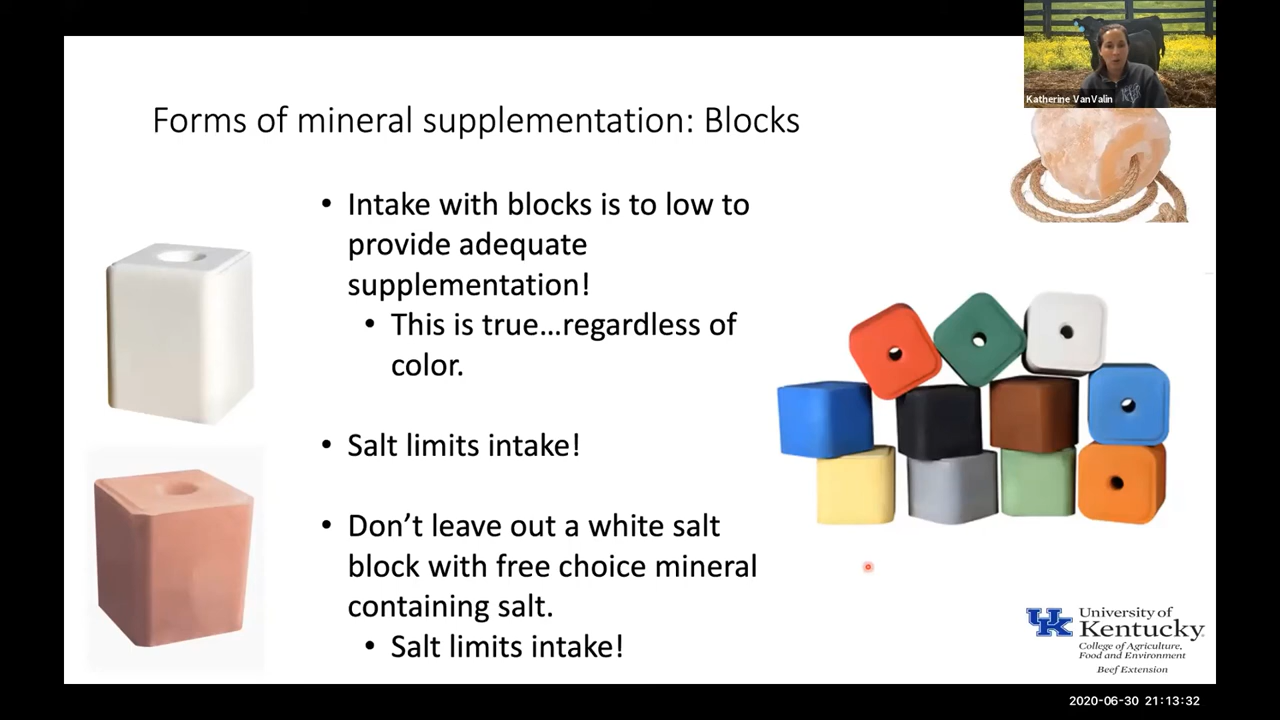 Katherine VanValin
Forms of mineral supplementation: Blocks
• Intake with blocks is to low to
provide adequate
supplementation!
• This is true...regardless of
color.
• Salt limits intake!
• Don't leave out a white salt
block with free choice mineral
containing salt.
• Salt limits intake!
UK
University of
Kentucky
College of Agriculture,
Food and Environment
Beef Extension
2020-06-30 21:13:32